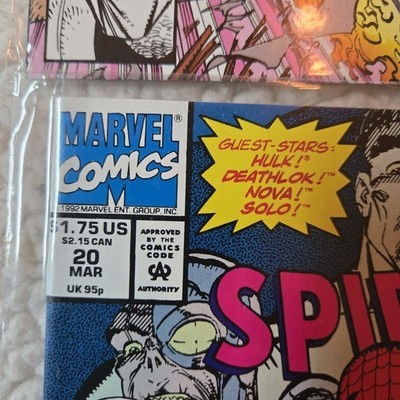 MARVEL®
COMICS
M
© 1992 MARVEL ENT. GROUP, INC.
$1.75 US
$2.15 CAN
20
MAR
UK 95p
APPROVED
BY THE
COMICS
CODE
CA
AUTHORITY
GUEST-STARS:
HULK!®
DEATHLOK!™
NOVA!™
SOLO!™
SPI